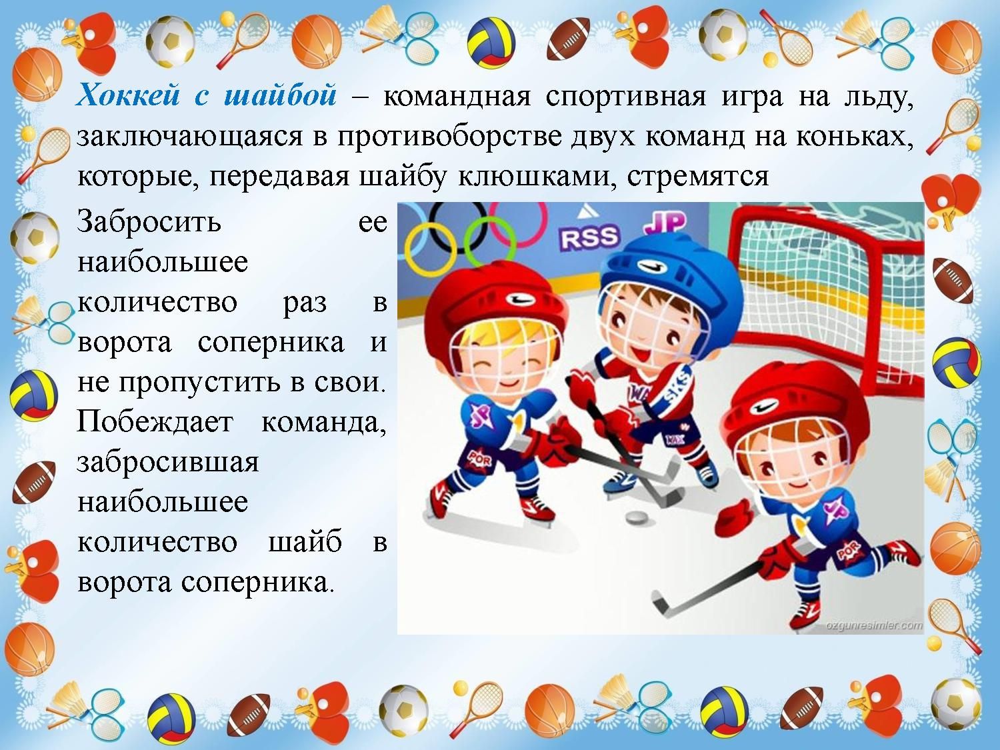 Хоккей с шайбой – командная спортивная игра на льду,
заключающаяся в противоборстве двух команд на коньках,
которые, передавая шайбу клюшками, стремятся
Забросить ее
наибольшее
количество раз в
ворота соперника и
не пропустить в свои.
Победает команда,
забросившая
наибольшее
количество шайб в
ворота соперника.
RSS
JP
SKS
WAX
JP
POR
JP
POR
ozgunresimler.com